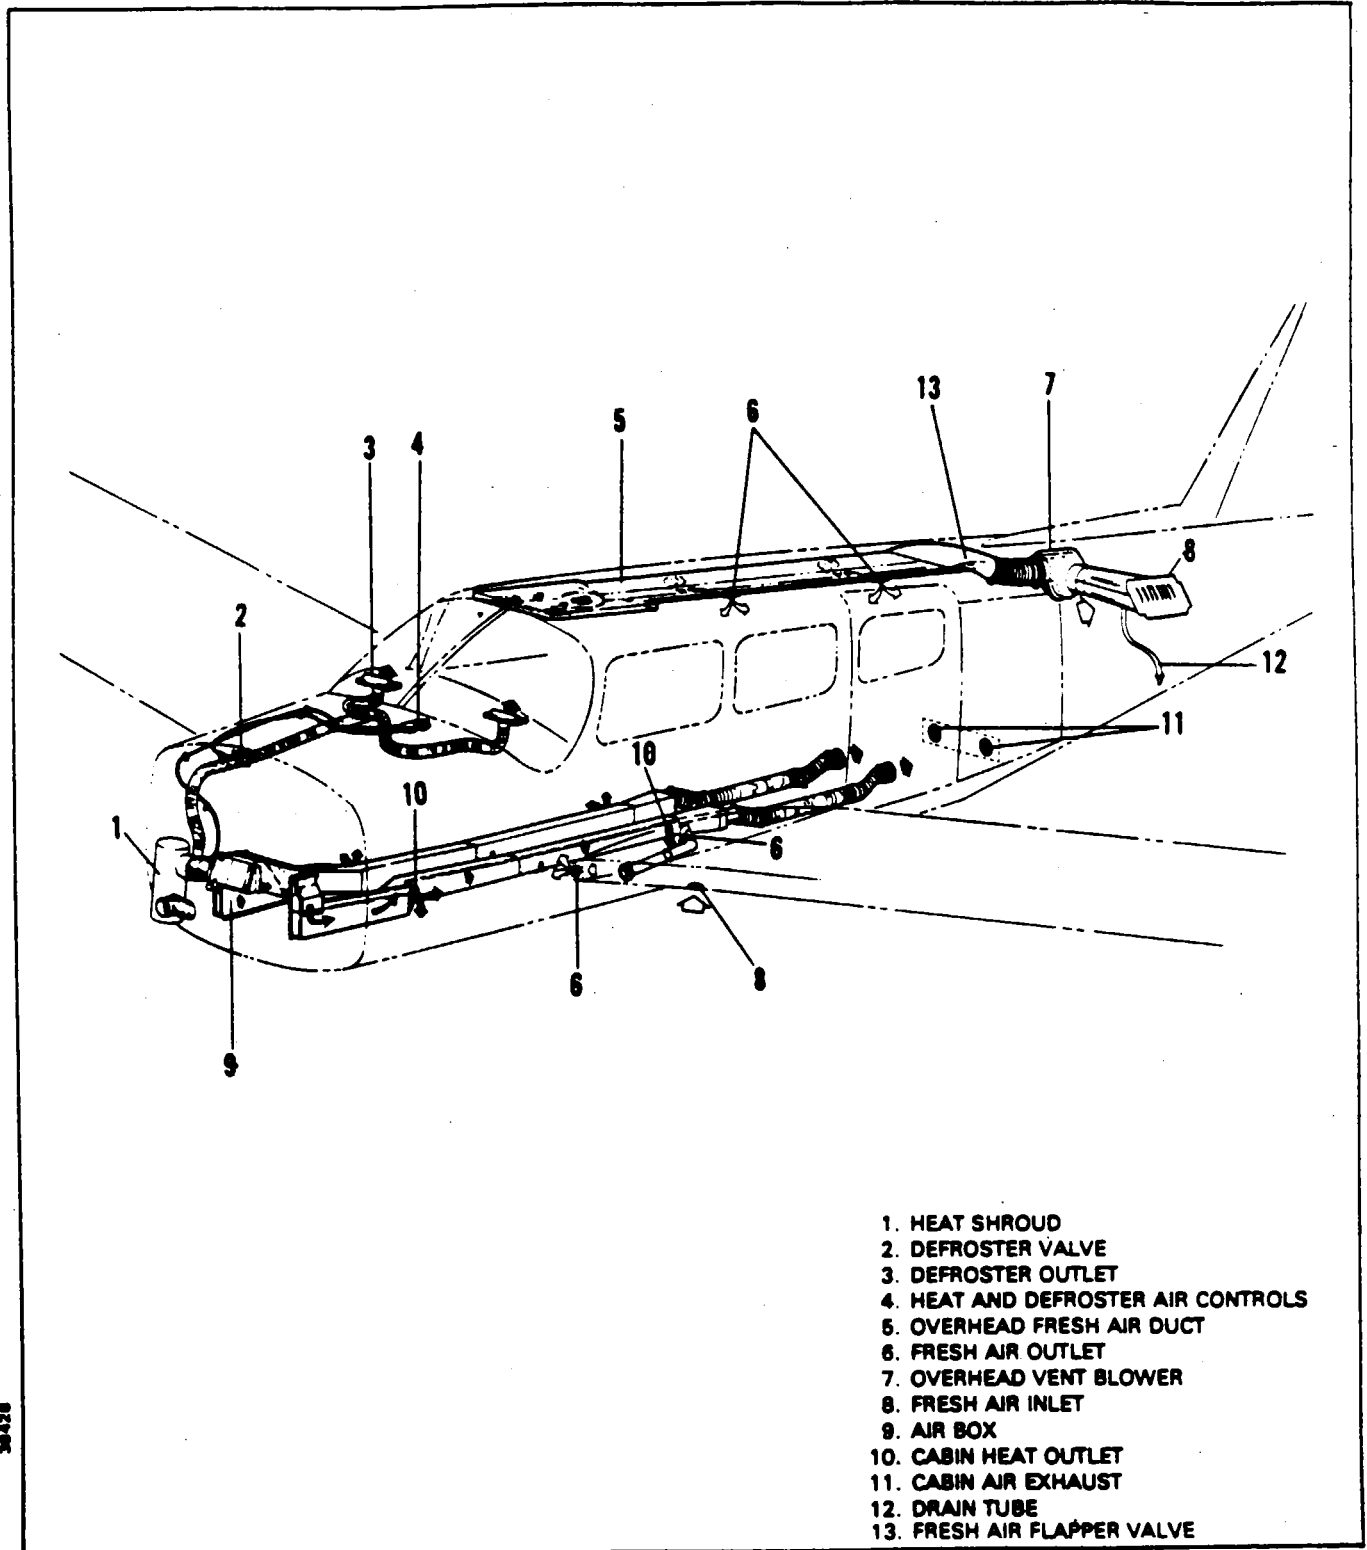 13
7
6
5
3
4
8
2
12
11
10
10
1
6
6
8
9
1. HEAT SHROUD
2. DEFROSTER VALVE
3. DEFROSTER OUTLET
4. HEAT AND DEFROSTER AIR CONTROLS
5. OVERHEAD FRESH AIR DUCT
6. FRESH AIR OUTLET
7. OVERHEAD VENT BLOWER
8. FRESH AIR INLET
9. AIR BOX
10. CABIN HEAT OUTLET
11. CABIN AIR EXHAUST
12. DRAIN TUBE
13. FRESH AIR FLAPPER VALVE